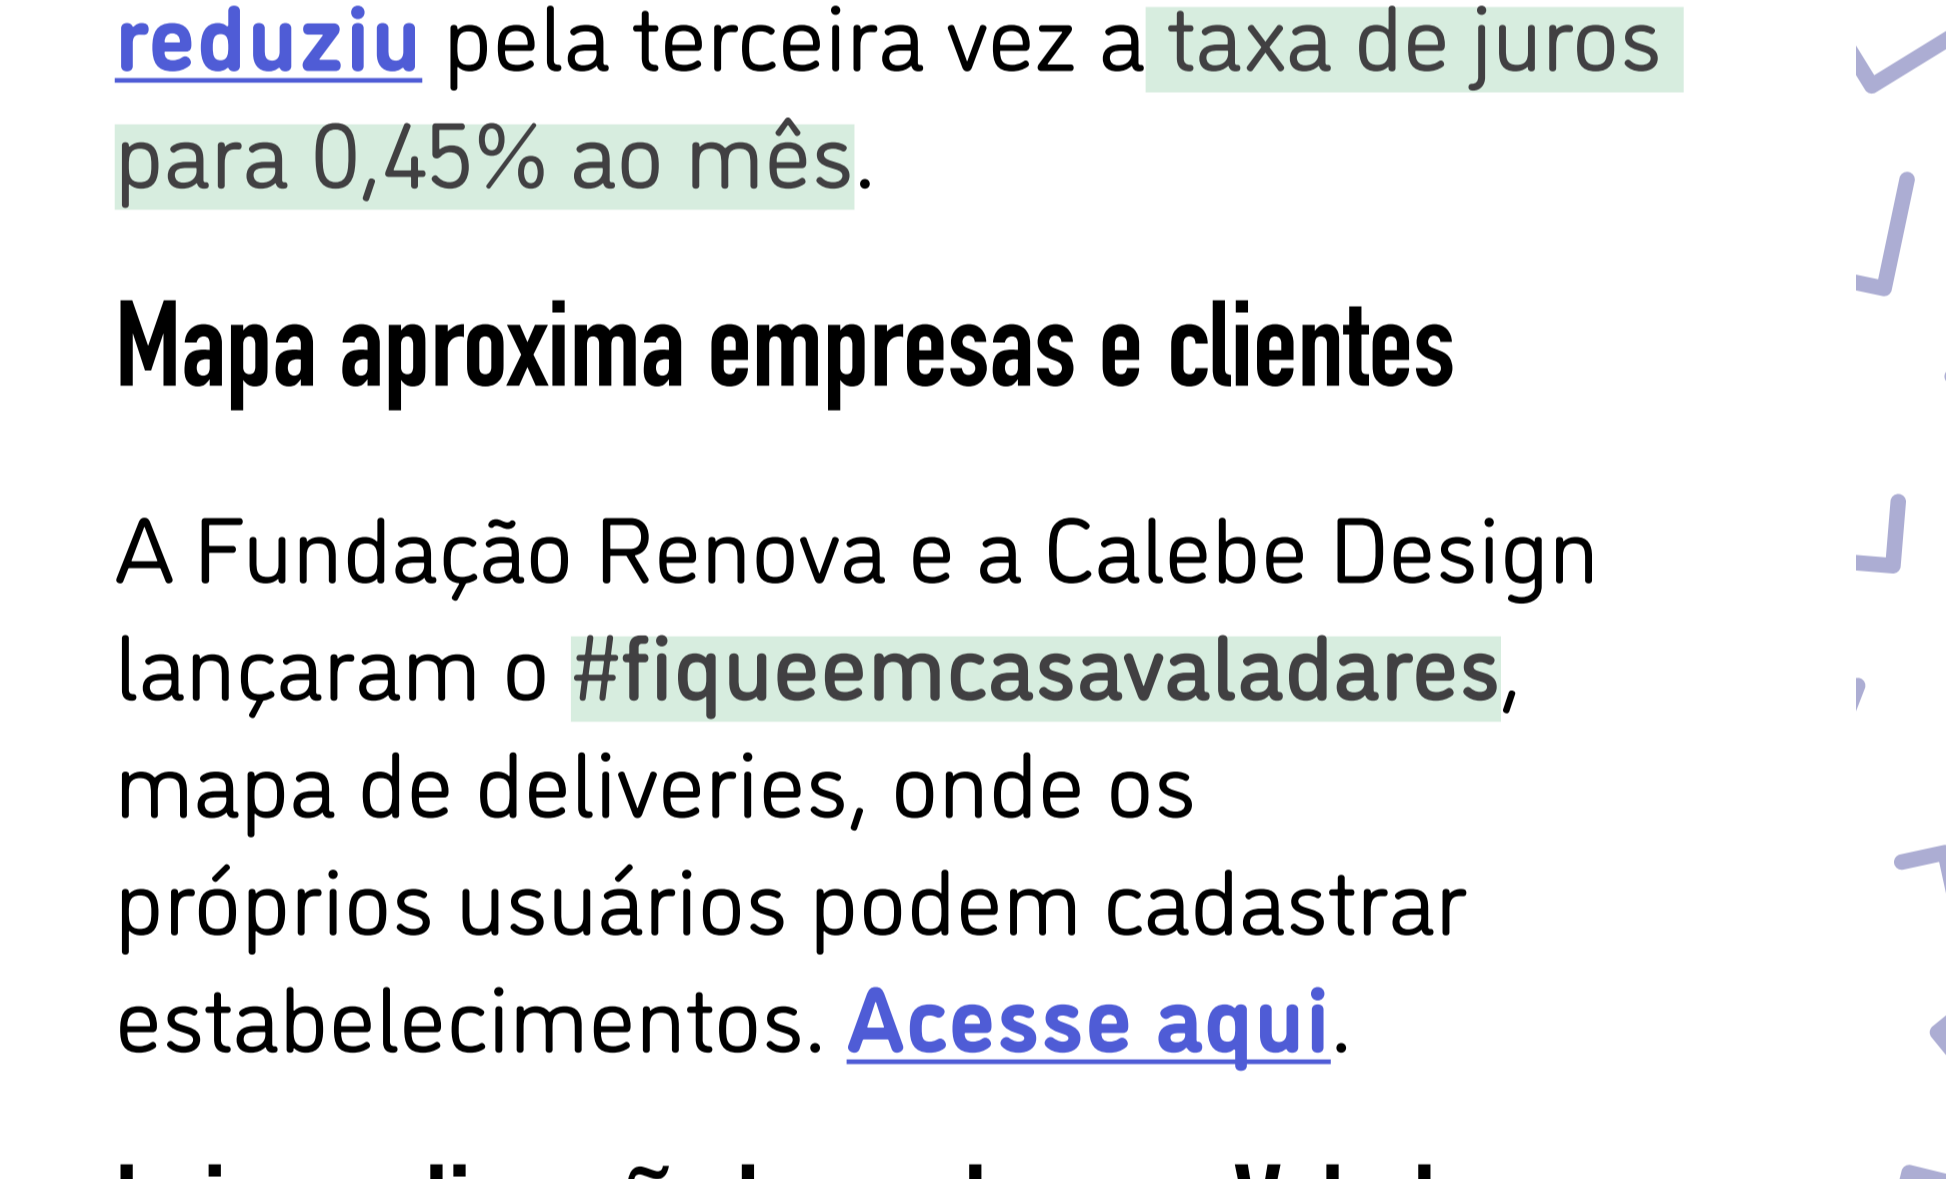 reduziu pela terceira vez a taxa de juros
para 0,45% ao mês.
Mapa aproxima empresas e clientes
A Fundação Renova e a Calebe Design
lançaram o #fiqueemcasavaladares,
mapa de deliveries, onde os
próprios usuários podem cadastrar
estabelecimentos. Acesse aqui.